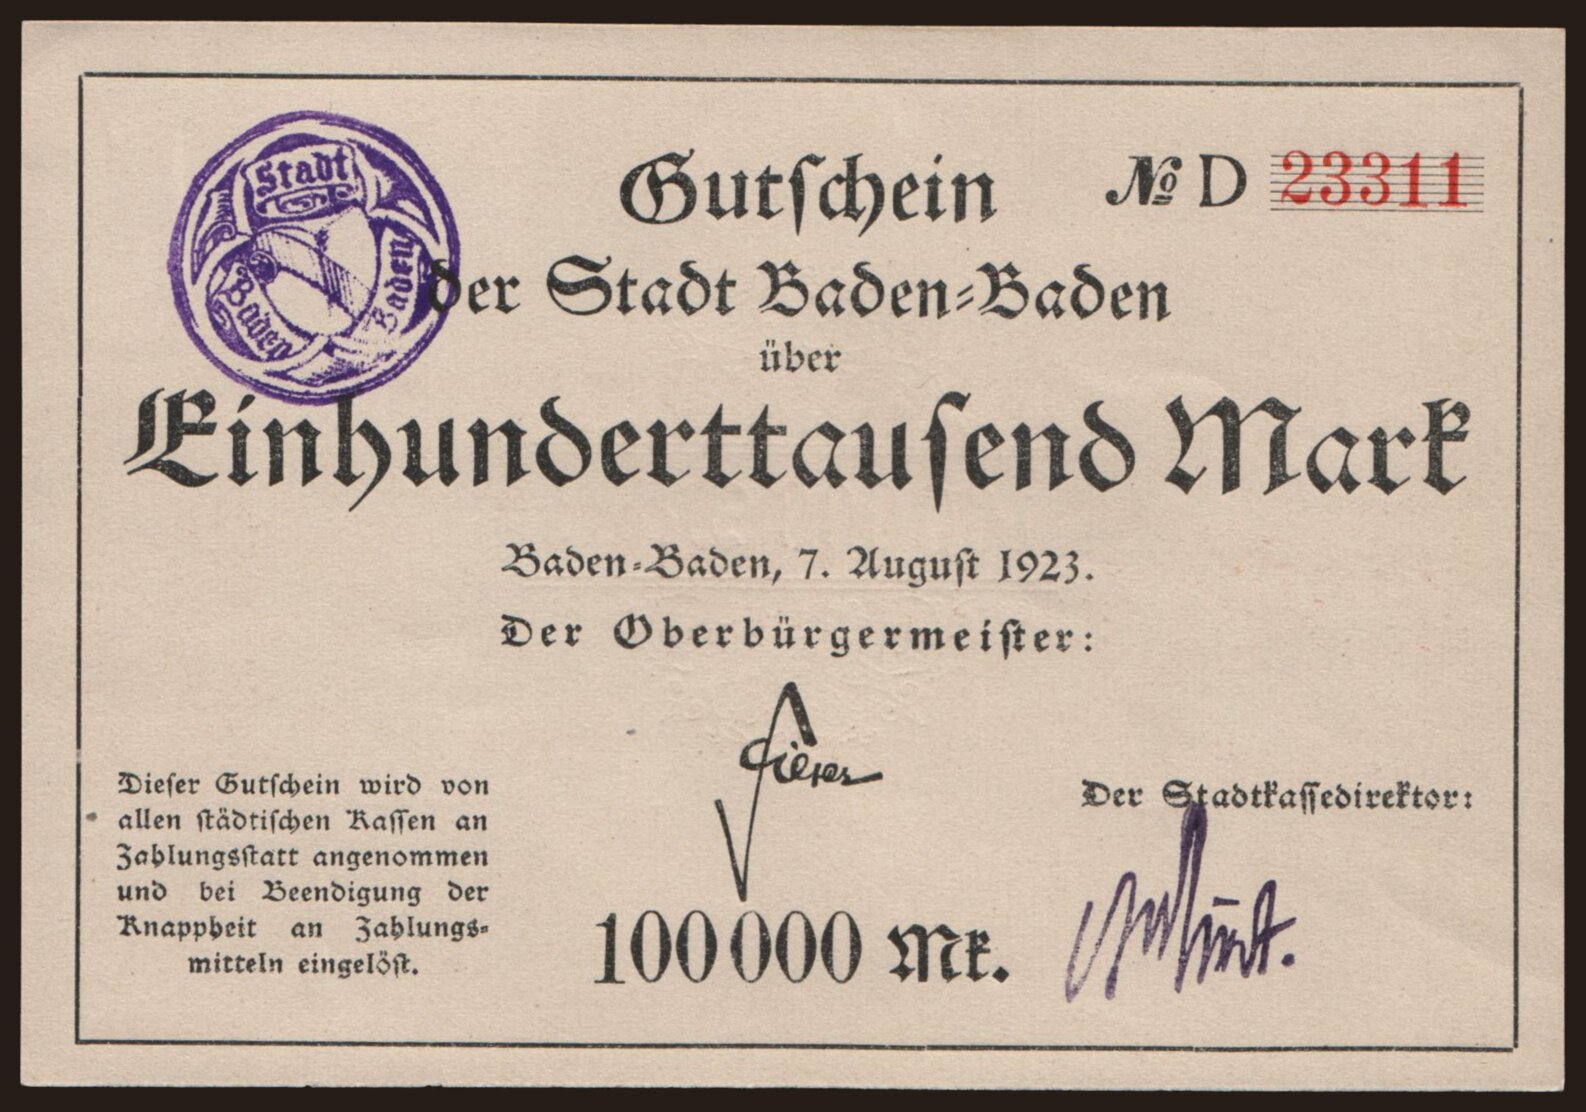 Stadt
Baden
Baden
Gutschein
№ D 23311
der Stadt Baden-Baden
über
Einhunderttausend Mark
Baden-Baden, 7. August 1923.
Der Oberbürgermeister:
Fieser
Dieser Gutschein wird von
allen städtischen Kassen an
Zahlungsstatt angenommen
und bei Beendigung der
Knappheit an Zahlungs-
mitteln eingelöst.
100000 Mk.
Der Stadtkassedirektor: